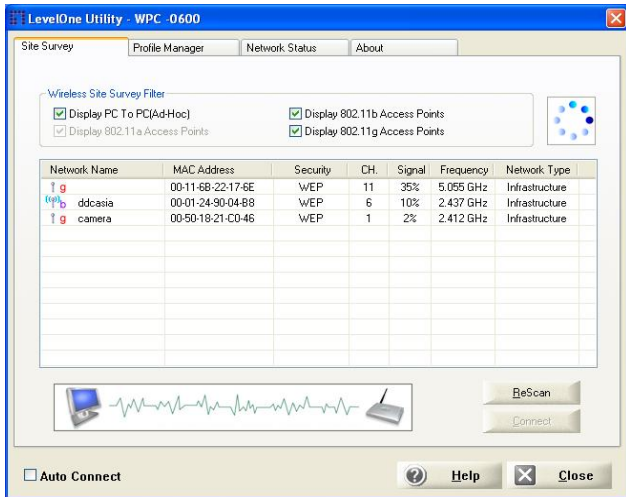 LevelOne Utility - WPC -0600
Site Survey Profile Manager Network Status About
Wireless Site Survey Filter
Display PC To PC(Ad-Hoc) Display 802.11b Access Points
Display 802.11a Access Points Display 802.11g Access Points
Network Name MAC Address Security CH. Signal Frequency Network Type
g 00-11-6B-22-17-6E WEP 11 35% 5.055 GHz Infrastructure
b ddcasia 00-01-24-90-04-B8 WEP 6 10% 2.437 GHz Infrastructure
g camera 00-50-18-21-C0-46 WEP 1 2% 2.412 GHz Infrastructure
ReScan
Connect
Auto Connect Help Close